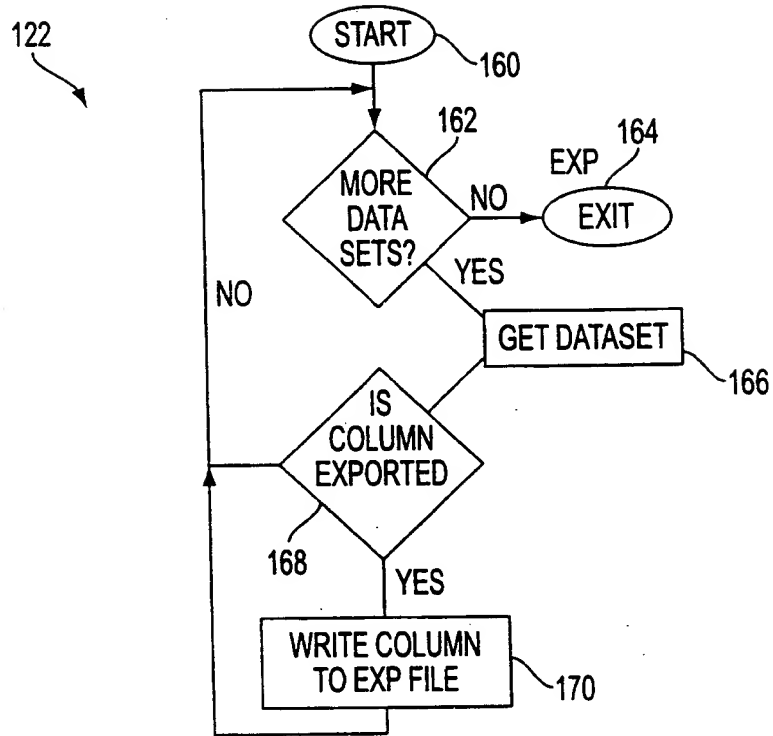 122
START
160
162
MORE
DATA
SETS?
NO
EXP
164
EXIT
YES
NO
GET DATASET
166
IS
COLUMN
EXPORTED
168
YES
WRITE COLUMN
TO EXP FILE
170